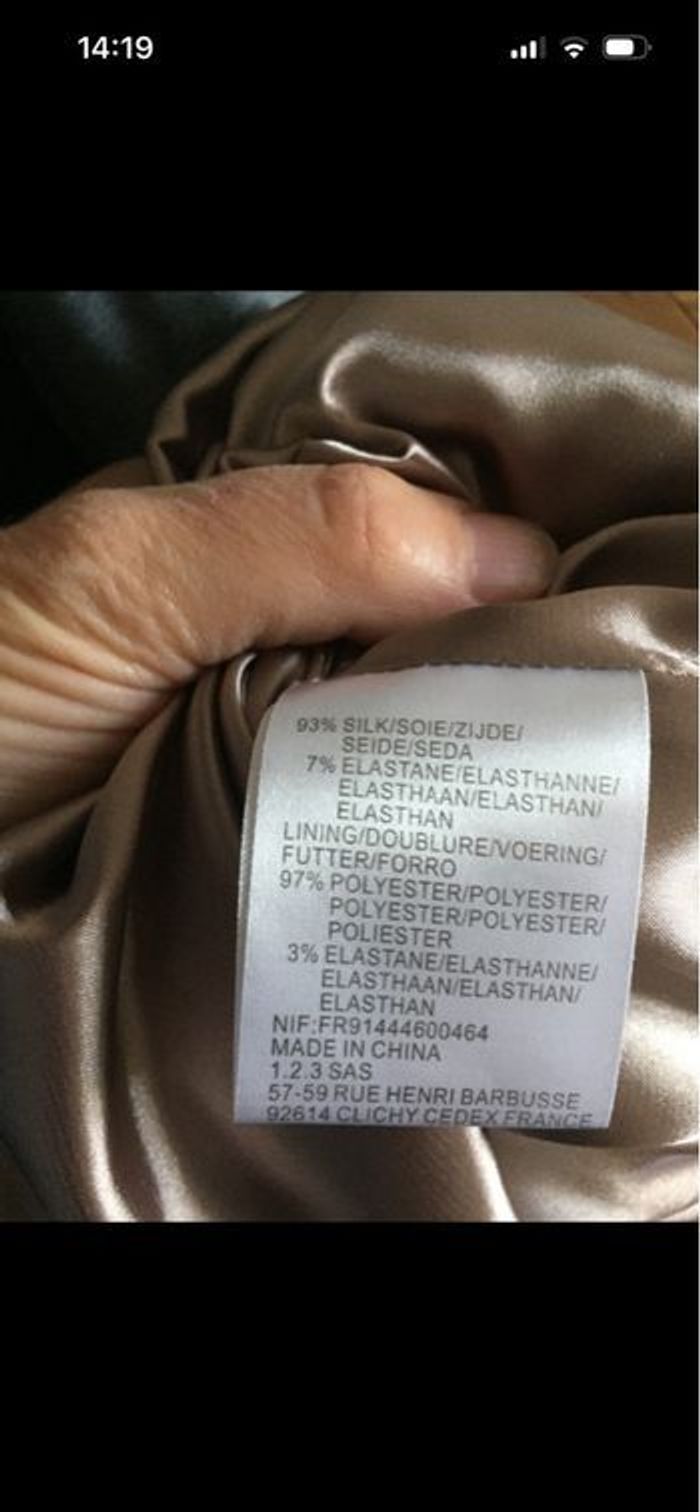 14:19
93% SILK/SOIE/ZIJDE/
SEIDE/SEDA
7% ELASTANE/ELASTHANNE/
ELASTHAAN/ELASTHAN/
ELASTHAN
LINING/DOUBLURE/VOERING/
FUTTER/FORRO
97% POLYESTER/POLYESTER/
POLYESTER/POLYESTER/
POLIESTER
3% ELASTANE/ELASTHANNE/
ELASTHAAN/ELASTHAN/
ELASTHAN
NIF:FR91444600464
MADE IN CHINA
1.2.3 SAS
57-59 RUE HENRI BARBUSSE
92614 CLICHY CEDEX FRANCE